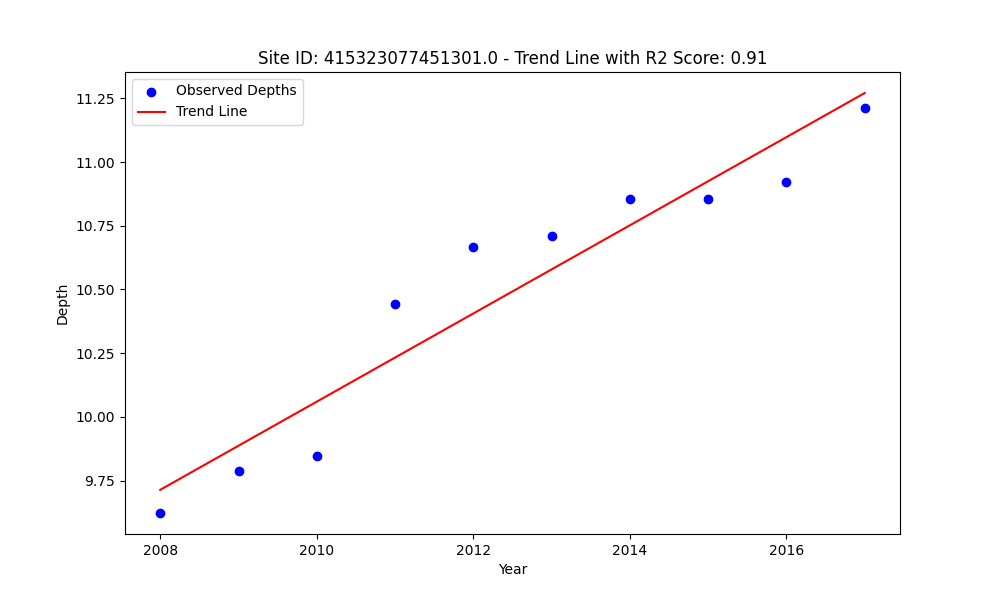 Site ID: 415323077451301.0 - Trend Line with R2 Score: 0.91
Observed Depths
Trend Line
11.25
11.00
10.75
10.50
10.25
10.00
9.75
Depth
2008 2010 2012 2014 2016
Year